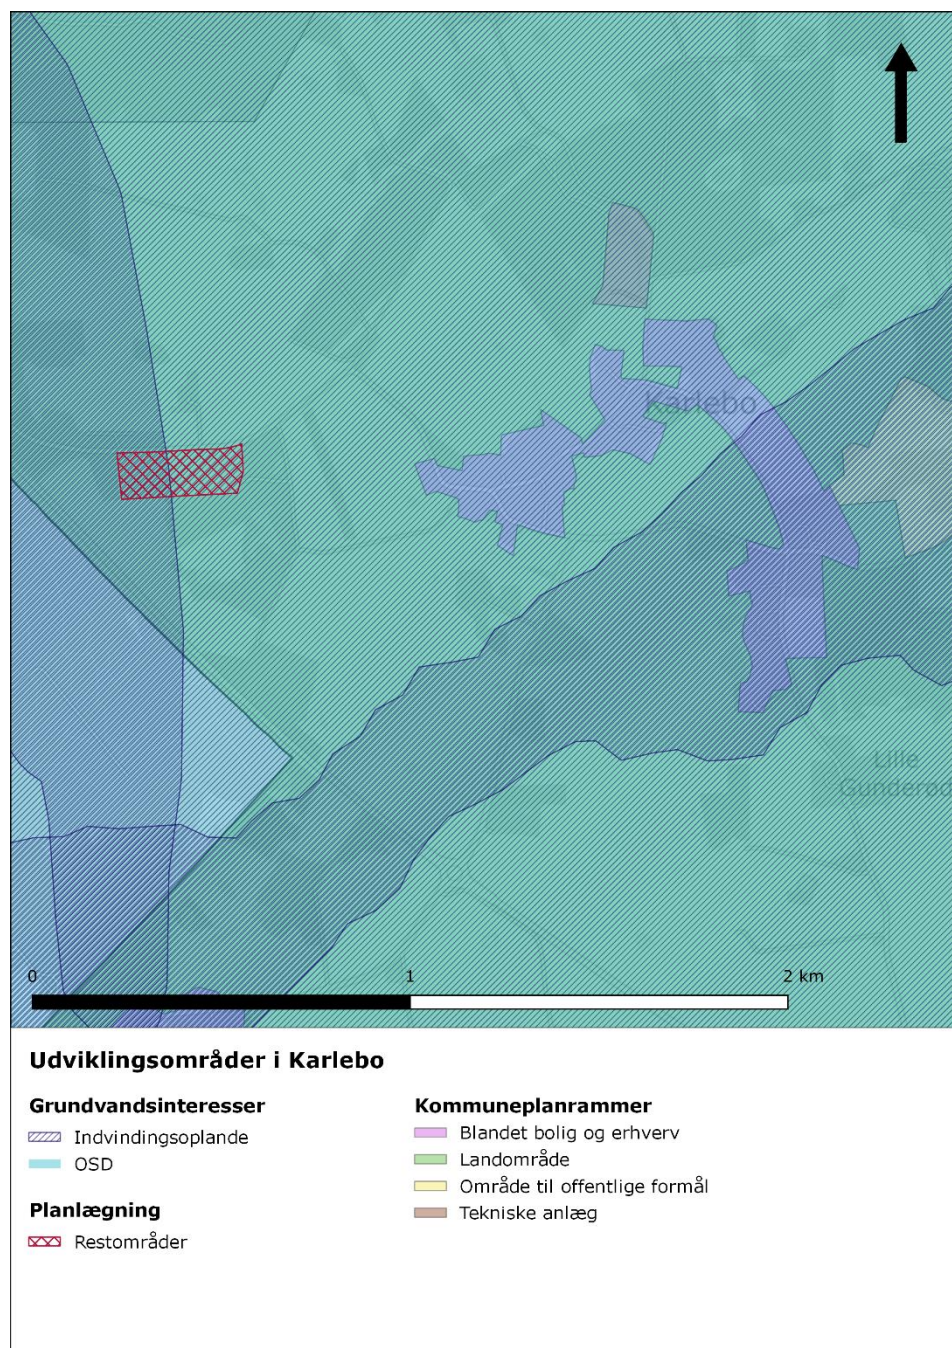 Karlebo
Lille
Gunderød
0 1 2 km
Udviklingsområder i Karlebo
Grundvandsinteresser
Indvindingsoplande
OSD
Planlægning
Restområder
Kommuneplanrammer
Blandet bolig og erhverv
Landområde
Område til offentlige formål
Tekniske anlæg